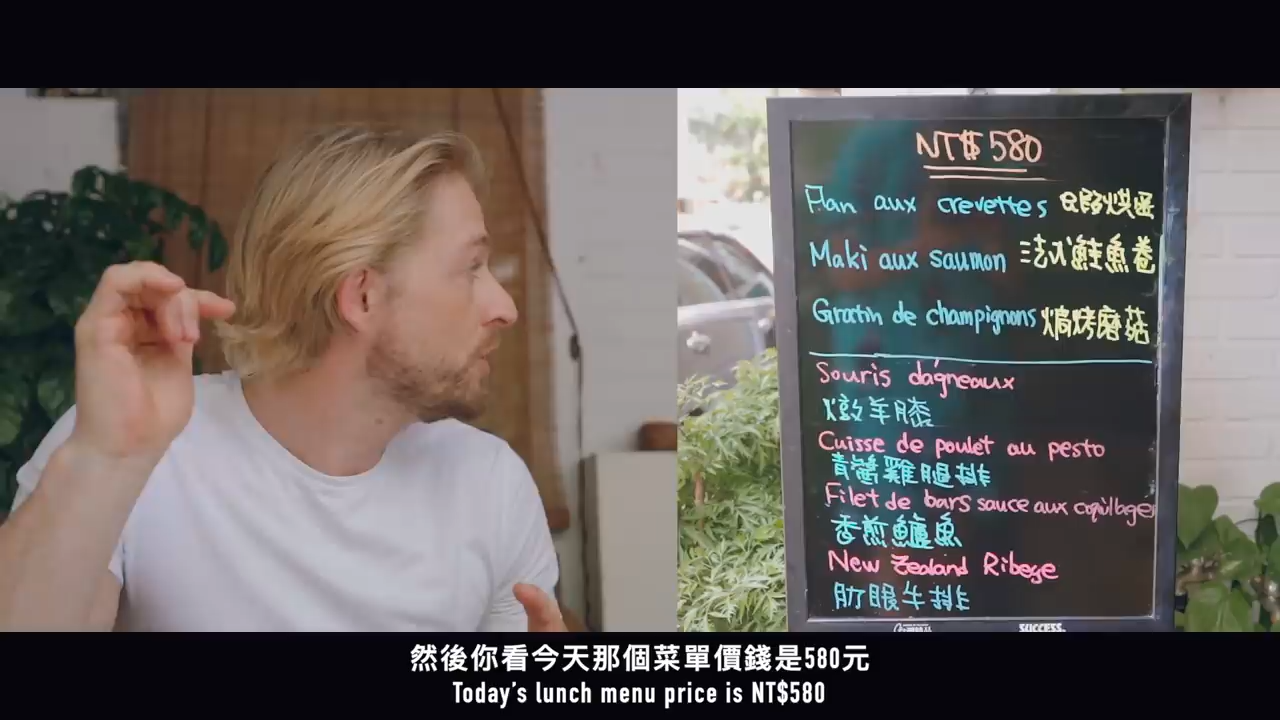 NT$580
Flan aux crevettes
Maki aux saumon 法式鮭魚卷
Gratin de champignons 焗烤蘑菇
Souris d'agneaux
燉羊膝
Cuisse de poulet au pesto
青醬雞腿排
Filet de bars sauce aux coquillages
香煎鱸魚
New Zealand Ribeye
肋眼牛排
SUCCESS
然後你看今天那個菜單價錢是580元
Today's lunch menu price is NT$580